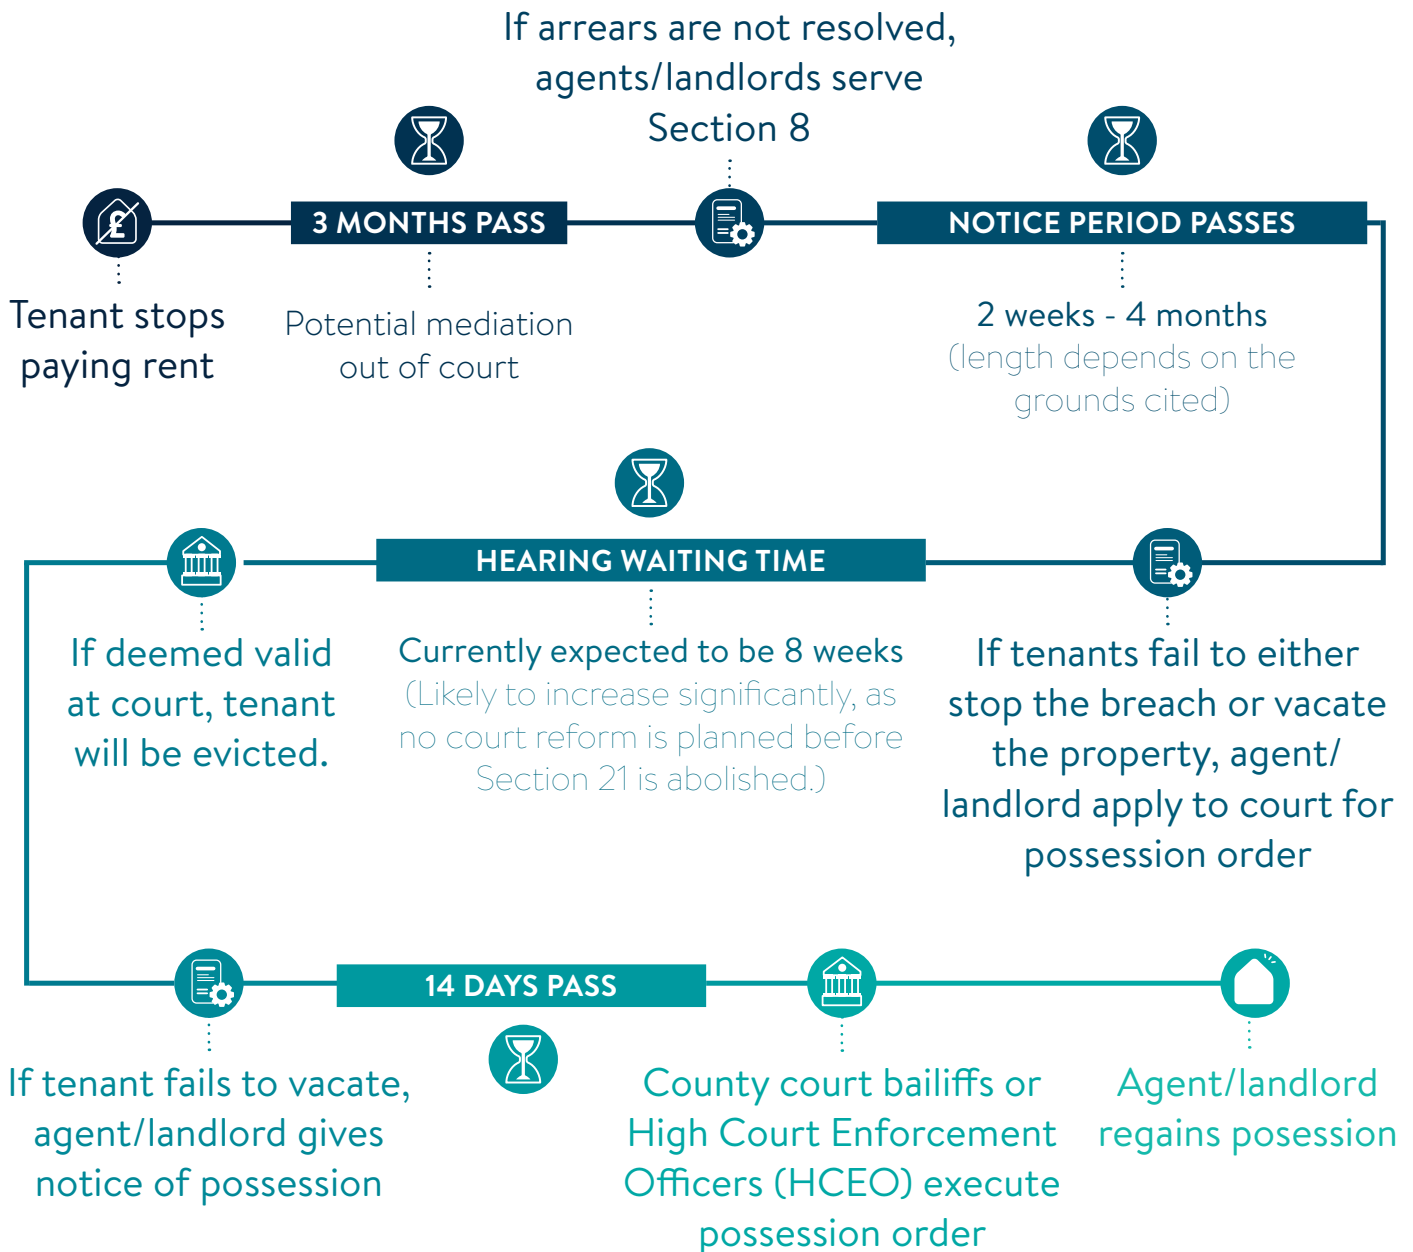 If arrears are not resolved,
agents/landlords serve
Section 8
£
3 MONTHS PASS
NOTICE PERIOD PASSES
Tenant stops
paying rent
Potential mediation
out of court
2 weeks - 4 months
(length depends on the
grounds cited)
HEARING WAITING TIME
If deemed valid
at court, tenant
will be evicted.
Currently expected to be 8 weeks
(Likely to increase significantly, as
no court reform is planned before
Section 21 is abolished.)
If tenants fail to either
stop the breach or vacate
the property, agent/
landlord apply to court for
possession order
14 DAYS PASS
If tenant fails to vacate,
agent/landlord gives
notice of possession
County court bailiffs or
High Court Enforcement
Officers (HCEO) execute
possession order
Agent/landlord
regains posession